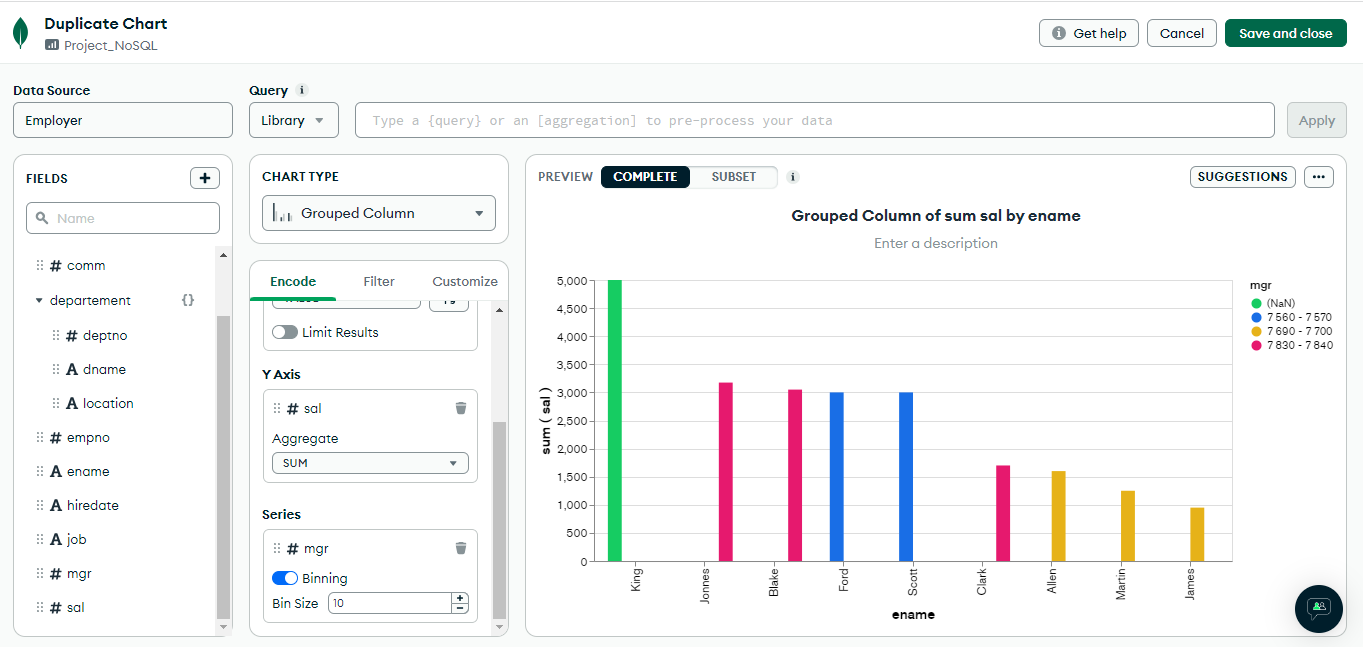 Duplicate Chart
Project_NoSQL
Get help
Cancel
Save and close
Data Source
Employer
Query
Library
Type a {query} or an [aggregation] to pre-process your data
Apply
FIELDS
+
Name
# comm
departement {}
# deptno
A dname
A location
# empno
A ename
A hiredate
A job
# mgr
# sal
CHART TYPE
Grouped Column
Encode Filter Customize
Limit Results
Y Axis
# sal
Aggregate
SUM
Series
# mgr
Binning
Bin Size 10
PREVIEW COMPLETE SUBSET
SUGGESTIONS
Grouped Column of sum sal by ename
Enter a description
sum ( sal )
5,000
4,500
4,000
3,500
3,000
2,500
2,000
1,500
1,000
500
0
King Jonnes Blake Ford Scott Clark Allen Martin James
ename
mgr
(NaN)
7 560 - 7 570
7 690 - 7 700
7 830 - 7 840